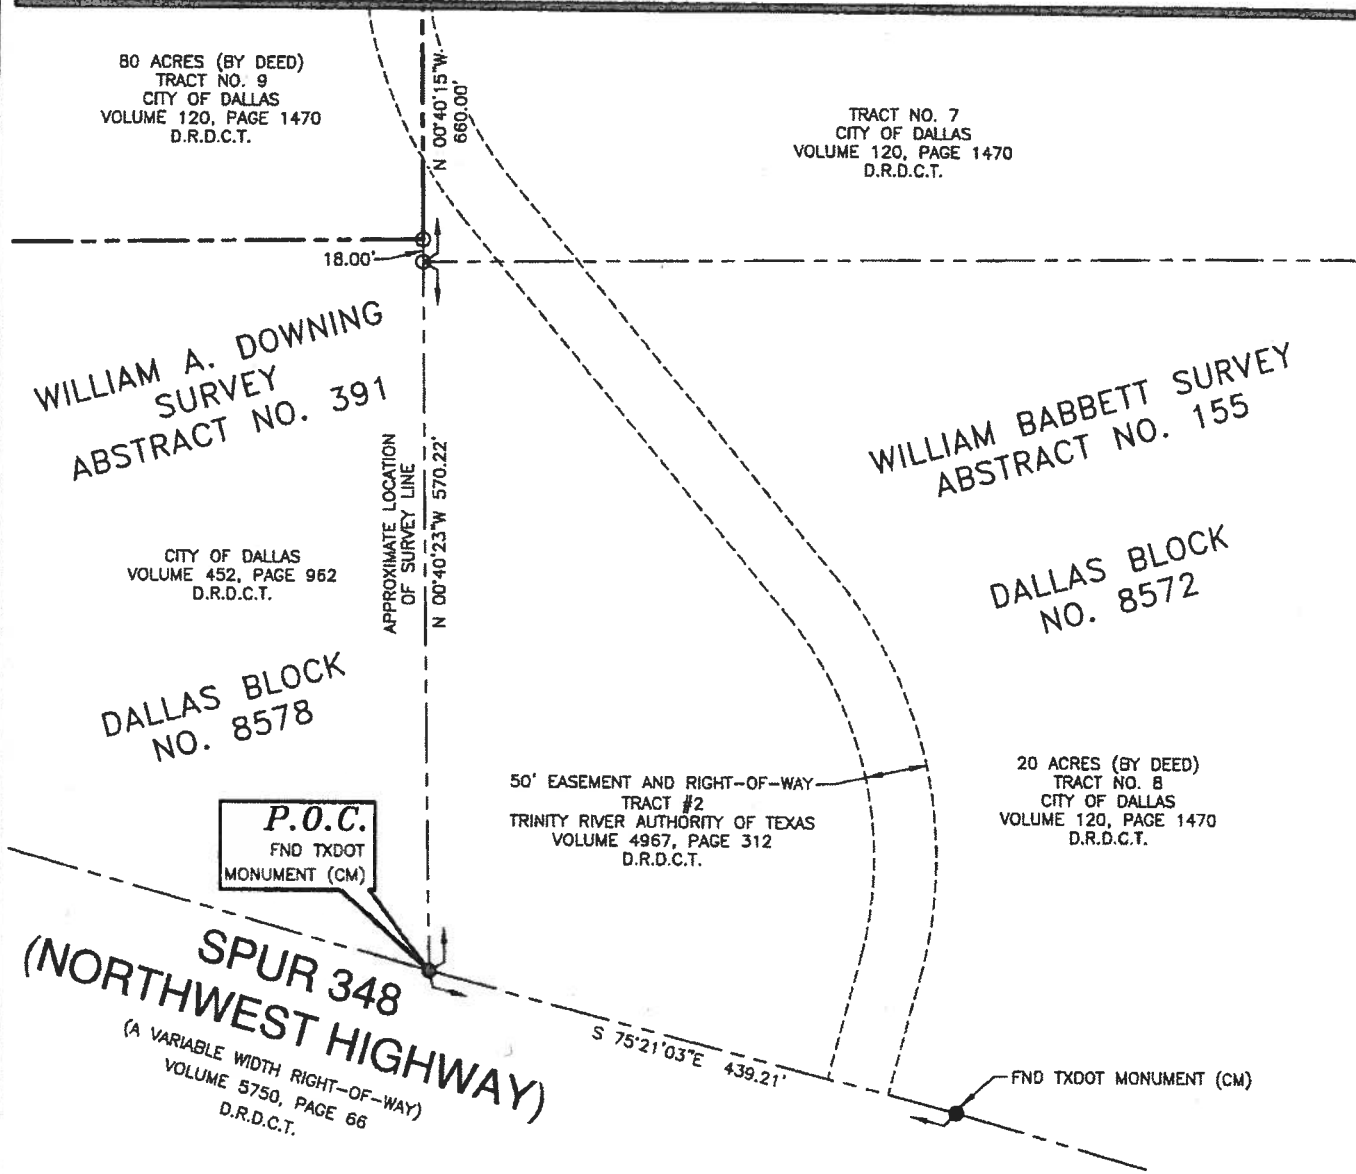 80 ACRES (BY DEED)
TRACT NO. 9
CITY OF DALLAS
VOLUME 120, PAGE 1470
D.R.D.C.T.
N 00°40'15"W
660.00'
TRACT NO. 7
CITY OF DALLAS
VOLUME 120, PAGE 1470
D.R.D.C.T.
18.00'
WILLIAM A. DOWNING
SURVEY
ABSTRACT NO. 391
APPROXIMATE LOCATION
OF SURVEY LINE
N 00°40'23"W 570.22'
WILLIAM BABBETT SURVEY
ABSTRACT NO. 155
CITY OF DALLAS
VOLUME 452, PAGE 962
D.R.D.C.T.
DALLAS BLOCK
NO. 8572
DALLAS BLOCK
NO. 8578
50' EASEMENT AND RIGHT-OF-WAY
TRACT #2
TRINITY RIVER AUTHORITY OF TEXAS
VOLUME 4967, PAGE 312
D.R.D.C.T.
20 ACRES (BY DEED)
TRACT NO. 8
CITY OF DALLAS
VOLUME 120, PAGE 1470
D.R.D.C.T.
P.O.C.
FND TXDOT
MONUMENT (CM)
SPUR 348
(NORTHWEST HIGHWAY)
(A VARIABLE WIDTH RIGHT-OF-WAY)
VOLUME 5750, PAGE 66
D.R.D.C.T.
S 75°21'03"E 439.21'
FND TXDOT MONUMENT (CM)